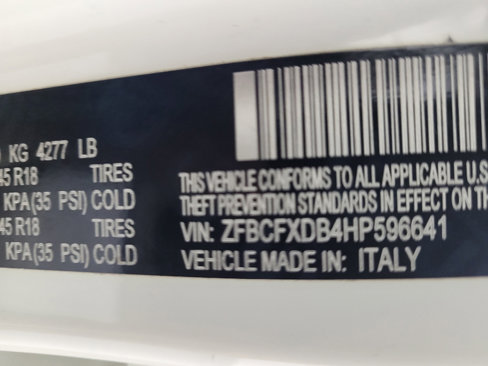 KG 4277 LB
45 R18 TIRES
KPA(35 PSI) COLD
45 R18 TIRES
KPA(35 PSI) COLD
THIS VEHICLE CONFORMS TO ALL APPLICABLE U.S.
THEFT PREVENTION STANDARDS IN EFFECT ON TH
VIN: ZFBCFXDB4HP596641
VEHICLE MADE IN: ITALY